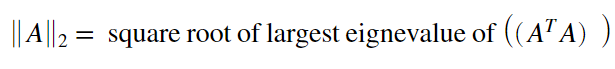 ‖A‖₂ = square root of largest eignevalue of ((AᵀA) )